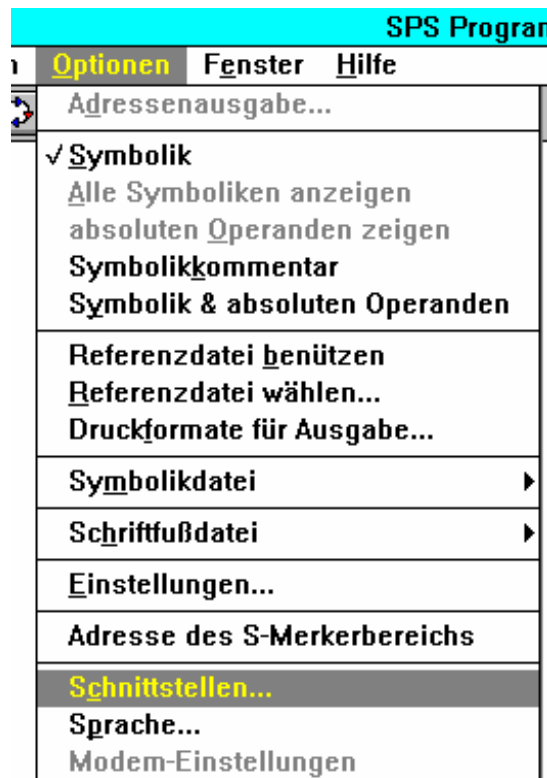 SPS Progra
Optionen Fenster Hilfe
Adressenausgabe...
√ Symbolik
Alle Symboliken anzeigen
absoluten Operanden zeigen
Symbolikkommentar
Symbolik & absoluten Operanden
Referenzdatei benützen
Referenzdatei wählen...
Druckformate für Ausgabe...
Symbolikdatei
Schriftfußdatei
Einstellungen...
Adresse des S-Merkerbereichs
Schnittstellen...
Sprache...
Modem-Einstellungen